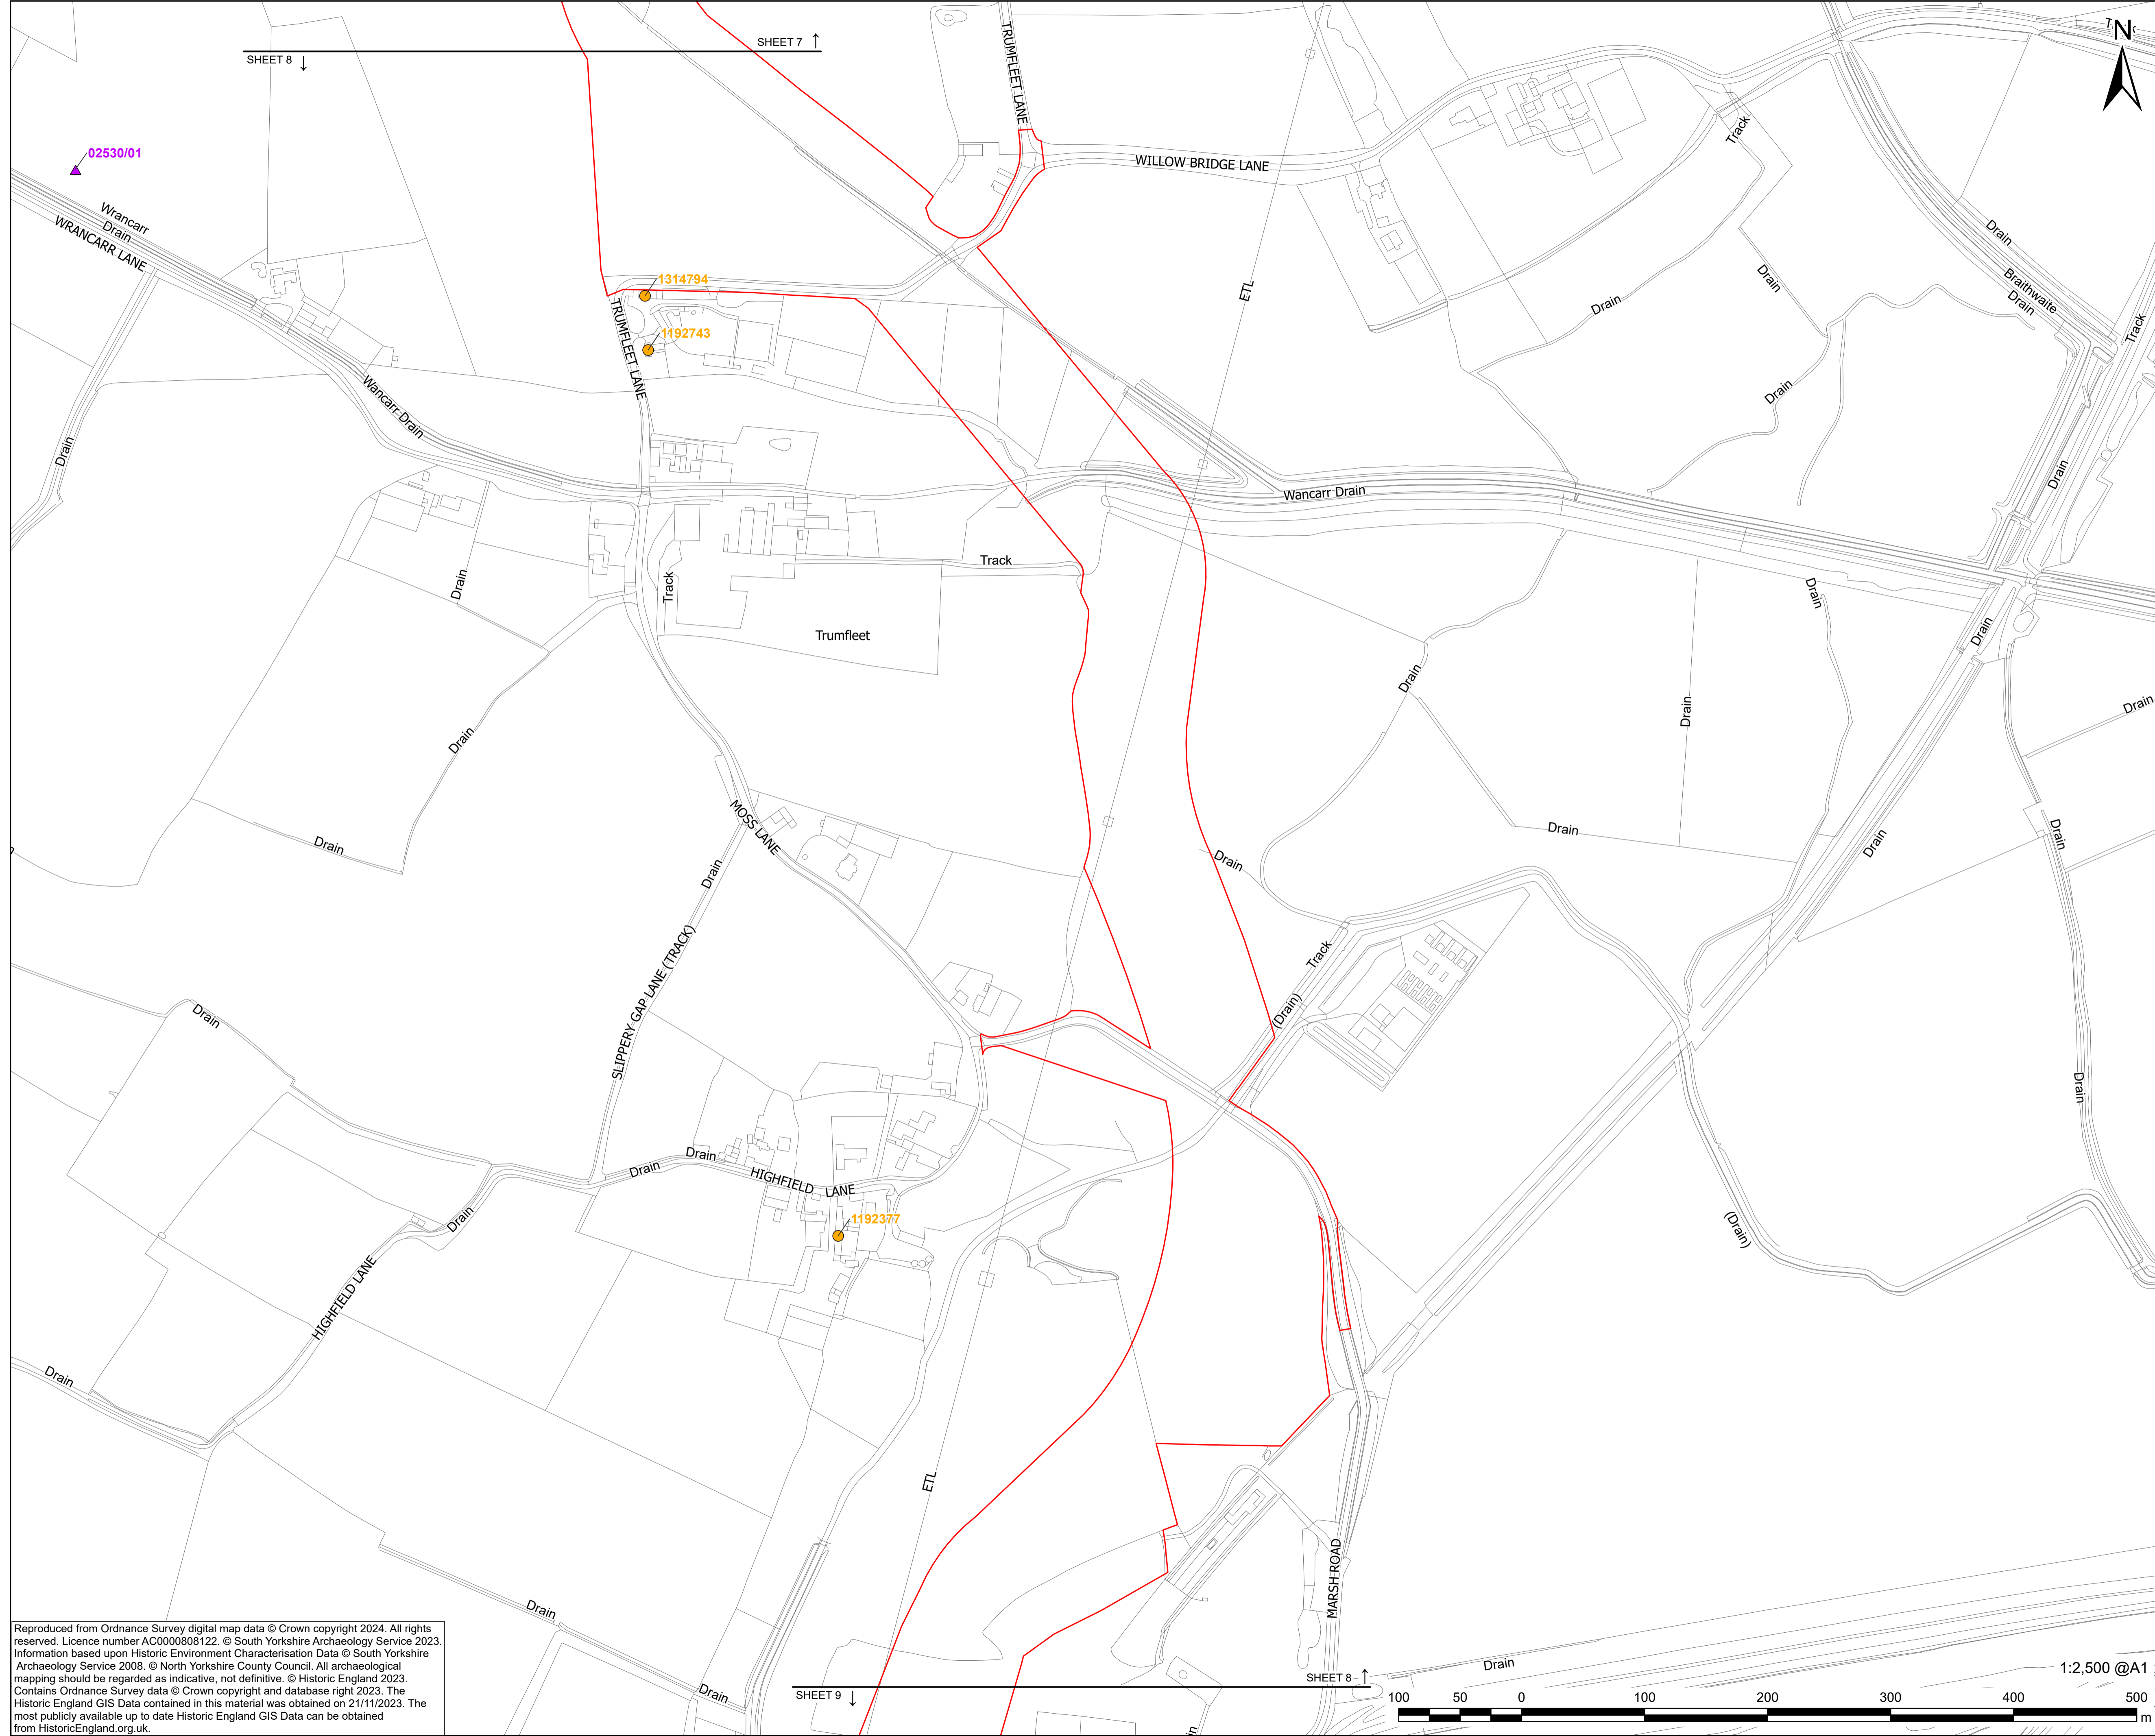 SHEET 7 ↑
SHEET 8 ↓
TRUMFLEET LANE
N
02530/01
WILLOW BRIDGE LANE
Track
Wrancarr
Drain
WRANCARR LANE
Drain
1314794
ETL
Drain
Drain
Braithwaite
Drain
Track
TRUMFLEET LANE
1192743
Drain
Wancarr Drain
Drain
Drain
Wancarr Drain
Track
Track
Drain
Drain
Trumfleet
Drain
Drain
Drain
Drain
Drain
MOSS LANE
Drain
Drain
Drain
Drain
Drain
Drain
Track
(Drain)
SLIPPERY GAP LANE (TRACK)
Drain
Drain
Drain
Drain
HIGHFIELD LANE
Drain
1192377
(Drain)
HIGHFIELD LANE
Drain
ETL
MARSH ROAD
Drain
Drain
Drain
SHEET 8 ↑
SHEET 9 ↓
1:2,500 @A1
100 50 0 100 200 300 400 500
m
Reproduced from Ordnance Survey digital map data © Crown copyright 2024. All rights
reserved. Licence number AC0000808122. © South Yorkshire Archaeology Service 2023.
Information based upon Historic Environment Characterisation Data © South Yorkshire
Archaeology Service 2008. © North Yorkshire County Council. All archaeological
mapping should be regarded as indicative, not definitive. © Historic England 2023.
Contains Ordnance Survey data © Crown copyright and database right 2023. The
Historic England GIS Data contained in this material was obtained on 21/11/2023. The
most publicly available up to date Historic England GIS Data can be obtained
from HistoricEngland.org.uk.